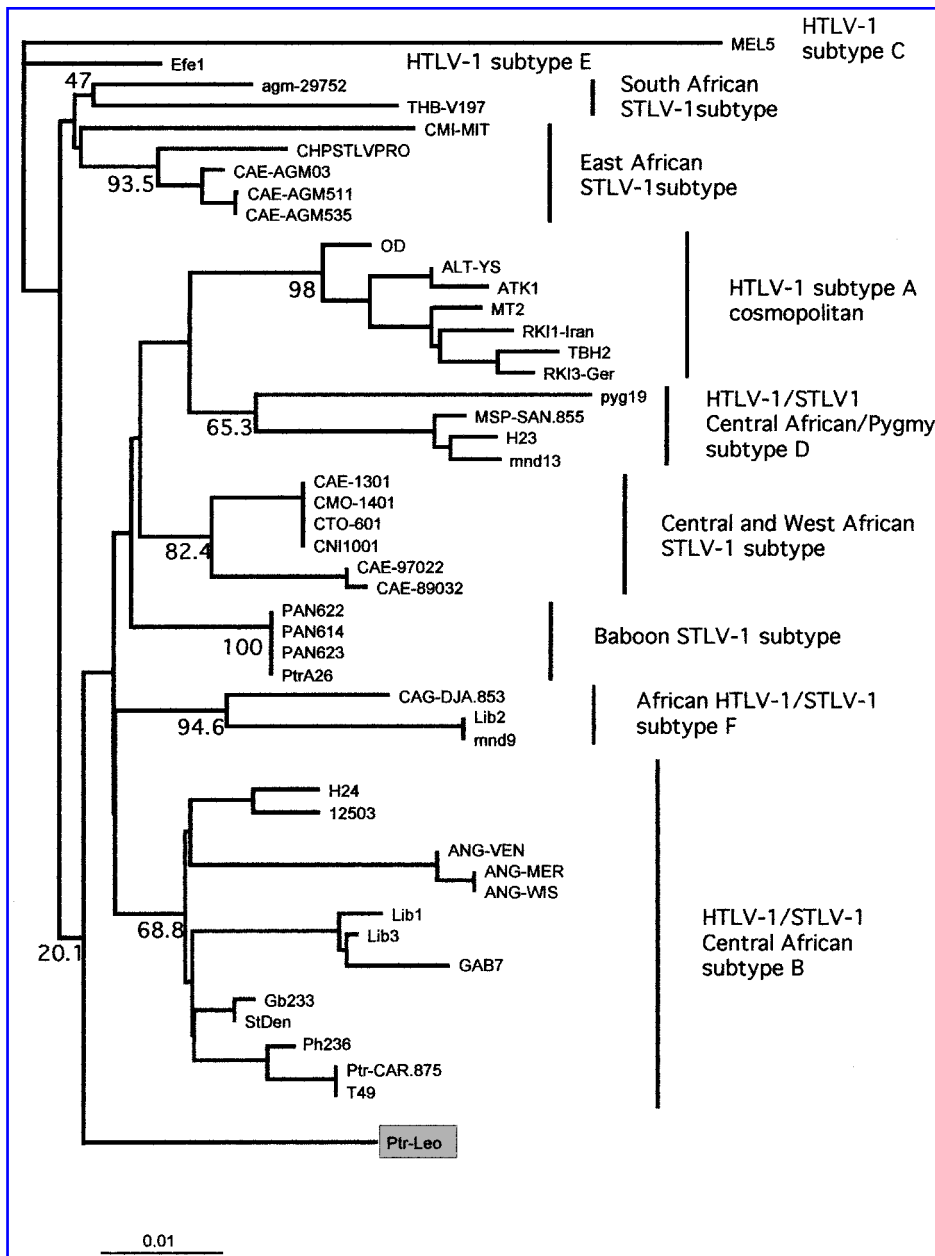 MEL5
HTLV-1
subtype C
Efe1
HTLV-1 subtype E
47
agm-29752
THB-V197
South African
STLV-1subtype
CMI-MIT
CHPSTLVPRO
93.5
CAE-AGM03
CAE-AGM511
CAE-AGM535
East African
STLV-1subtype
OD
98
ALT-YS
ATK1
MT2
RKI1-Iran
TBH2
RKI3-Ger
HTLV-1 subtype A
cosmopolitan
pyg19
65.3
MSP-SAN.855
H23
mnd13
HTLV-1/STLV1
Central African/Pygmy
subtype D
CAE-1301
CMO-1401
CTO-601
CNI1001
82.4
CAE-97022
CAE-89032
Central and West African
STLV-1 subtype
PAN622
PAN614
100
PAN623
PtrA26
Baboon STLV-1 subtype
CAG-DJA.853
94.6
Lib2
mnd9
African HTLV-1/STLV-1
subtype F
H24
12503
ANG-VEN
ANG-MER
ANG-WIS
68.8
Lib1
Lib3
GAB7
Gb233
StDen
Ph236
Ptr-CAR.875
T49
HTLV-1/STLV-1
Central African
subtype B
20.1
Ptr-Leo
0.01